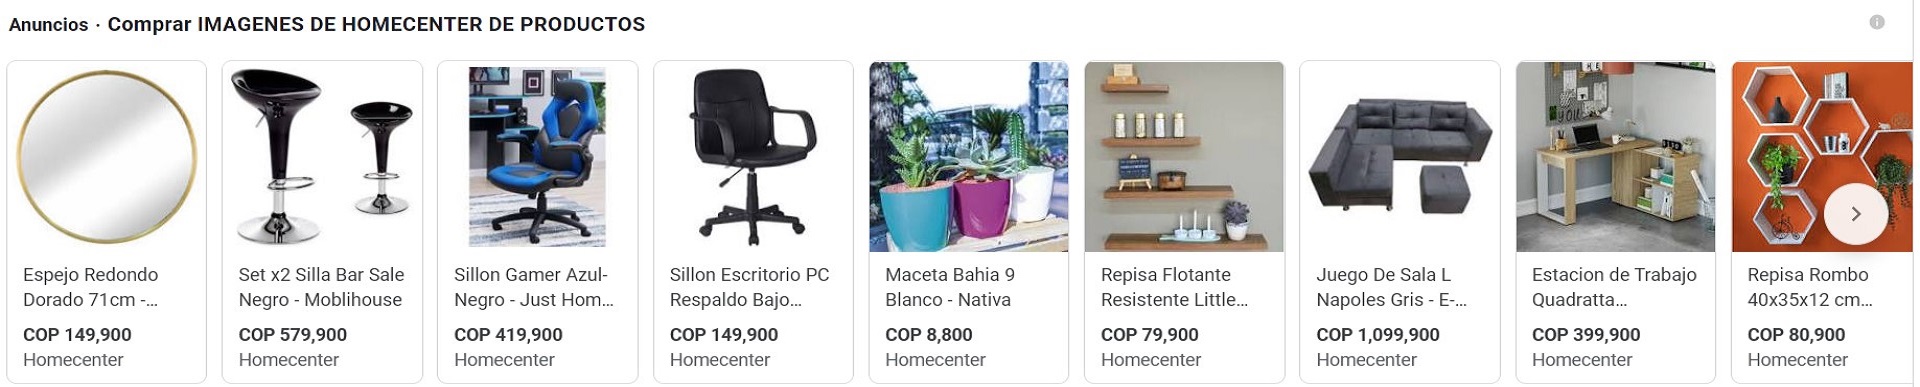 Anuncios · Comprar IMAGENES DE HOMECENTER DE PRODUCTOS
Espejo Redondo
Dorado 71cm -...
COP 149,900
Homecenter
Set x2 Silla Bar Sale
Negro - Moblihouse
COP 579,900
Homecenter
Sillon Gamer Azul-
Negro - Just Hom...
COP 419,900
Homecenter
Sillon Escritorio PC
Respaldo Bajo...
COP 149,900
Homecenter
Maceta Bahia 9
Blanco - Nativa
COP 8,800
Homecenter
Repisa Flotante
Resistente Little...
COP 79,900
Homecenter
Juego De Sala L
Napoles Gris - E-...
COP 1,099,900
Homecenter
YOU
Estacion de Trabajo
Quadratta...
COP 399,900
Homecenter
Repisa Rombo
40x35x12 cm...
COP 80,900
Homecenter